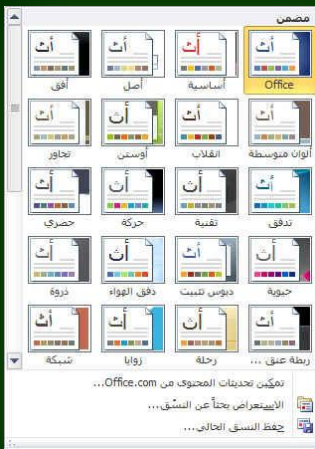 مضمن
Office أساسية أصل أفق
ألوان متوسطة انقلاب أوستن تجاور
تدفق تقنية حركة حضري
حيوية دبوس تثبيت دفق الهواء ذروة
ربطة عنق ... رحلة زوايا شبكة
تمكين تحديثات المحتوى من Office.com...
الاستعراض بحثاً عن النسق...
حفظ النسق الحالي...